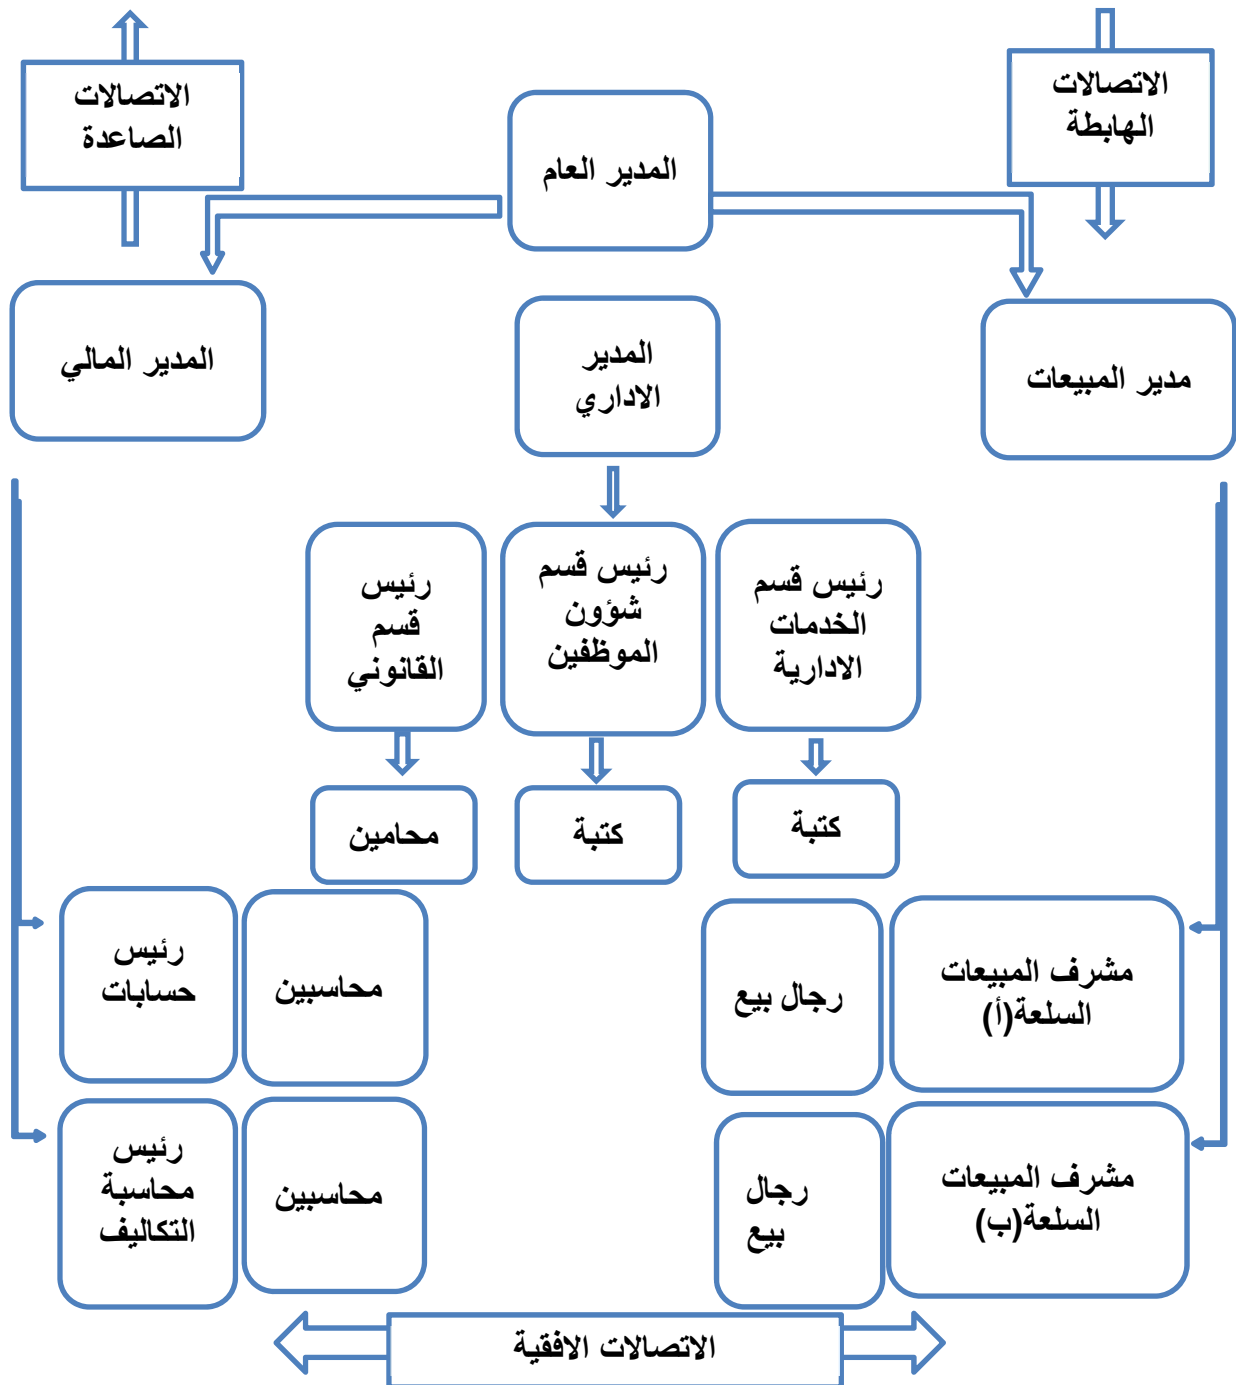 الاتصالات
الهابطة
الاتصالات
الصاعدة
المدير العام
مدير المبيعات
المدير
الاداري
المدير المالي
رئيس قسم
الخدمات
الادارية
رئيس قسم
شؤون
الموظفين
رئيس
قسم
القانوني
كتبة
كتبة
محامين
مشرف المبيعات
السلعة(أ)
رجال بيع
محاسبين
رئيس
حسابات
مشرف المبيعات
السلعة(ب)
رجال
بيع
محاسبين
رئيس
محاسبة
التكاليف
الاتصالات الافقية